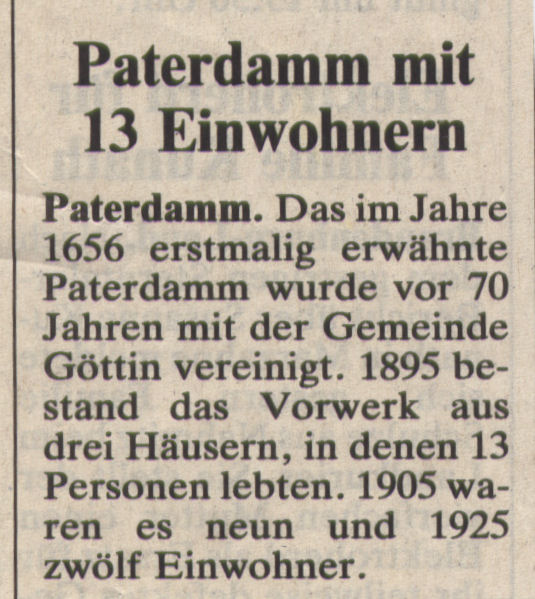 Paterdamm mit
13 Einwohnern
Paterdamm. Das im Jahre
1656 erstmalig erwähnte
Paterdamm wurde vor 70
Jahren mit der Gemeinde
Göttin vereinigt. 1895 be-
stand das Vorwerk aus
drei Häusern, in denen 13
Personen lebten. 1905 wa-
ren es neun und 1925
zwölf Einwohner.